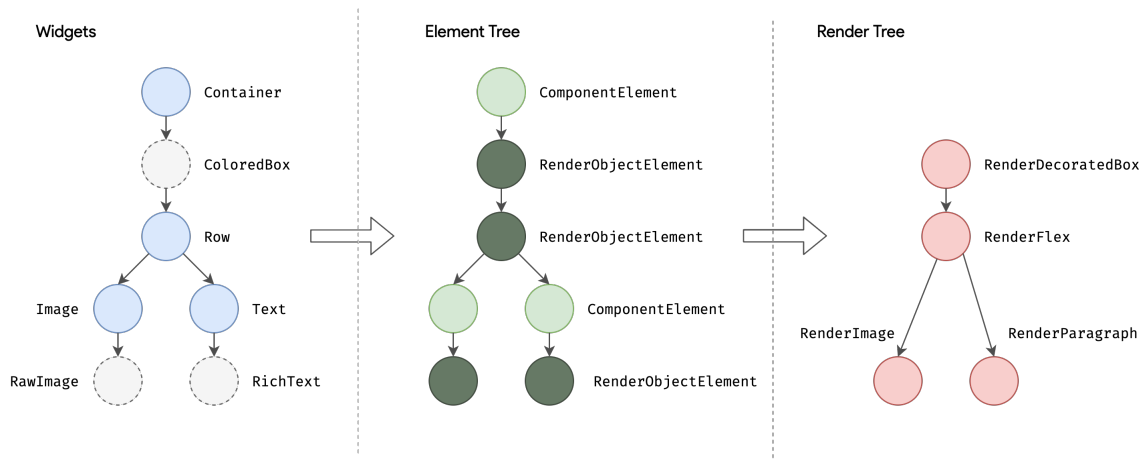 Widgets
Container
ColoredBox
Row
Image
Text
RawImage
RichText
Element Tree
ComponentElement
RenderObjectElement
RenderObjectElement
ComponentElement
RenderObjectElement
Render Tree
RenderDecoratedBox
RenderFlex
RenderImage
RenderParagraph